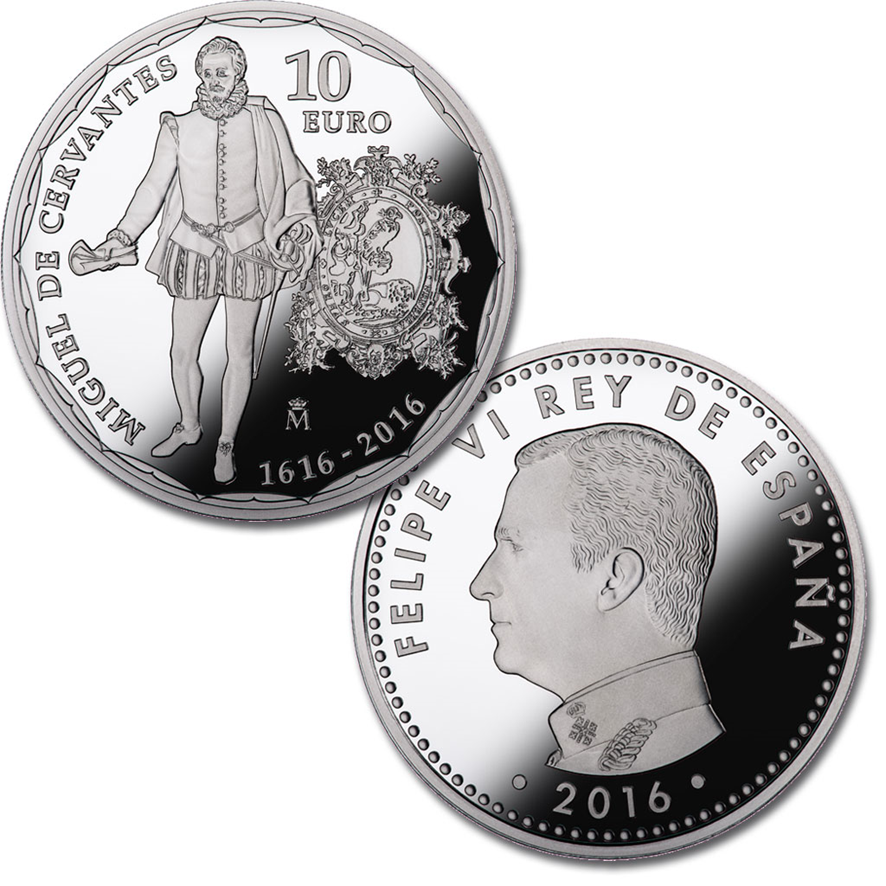 MIGUEL DE CERVANTES
10
EURO
M
1616-2016
FELIPE VI REY DE ESPAÑA
2016